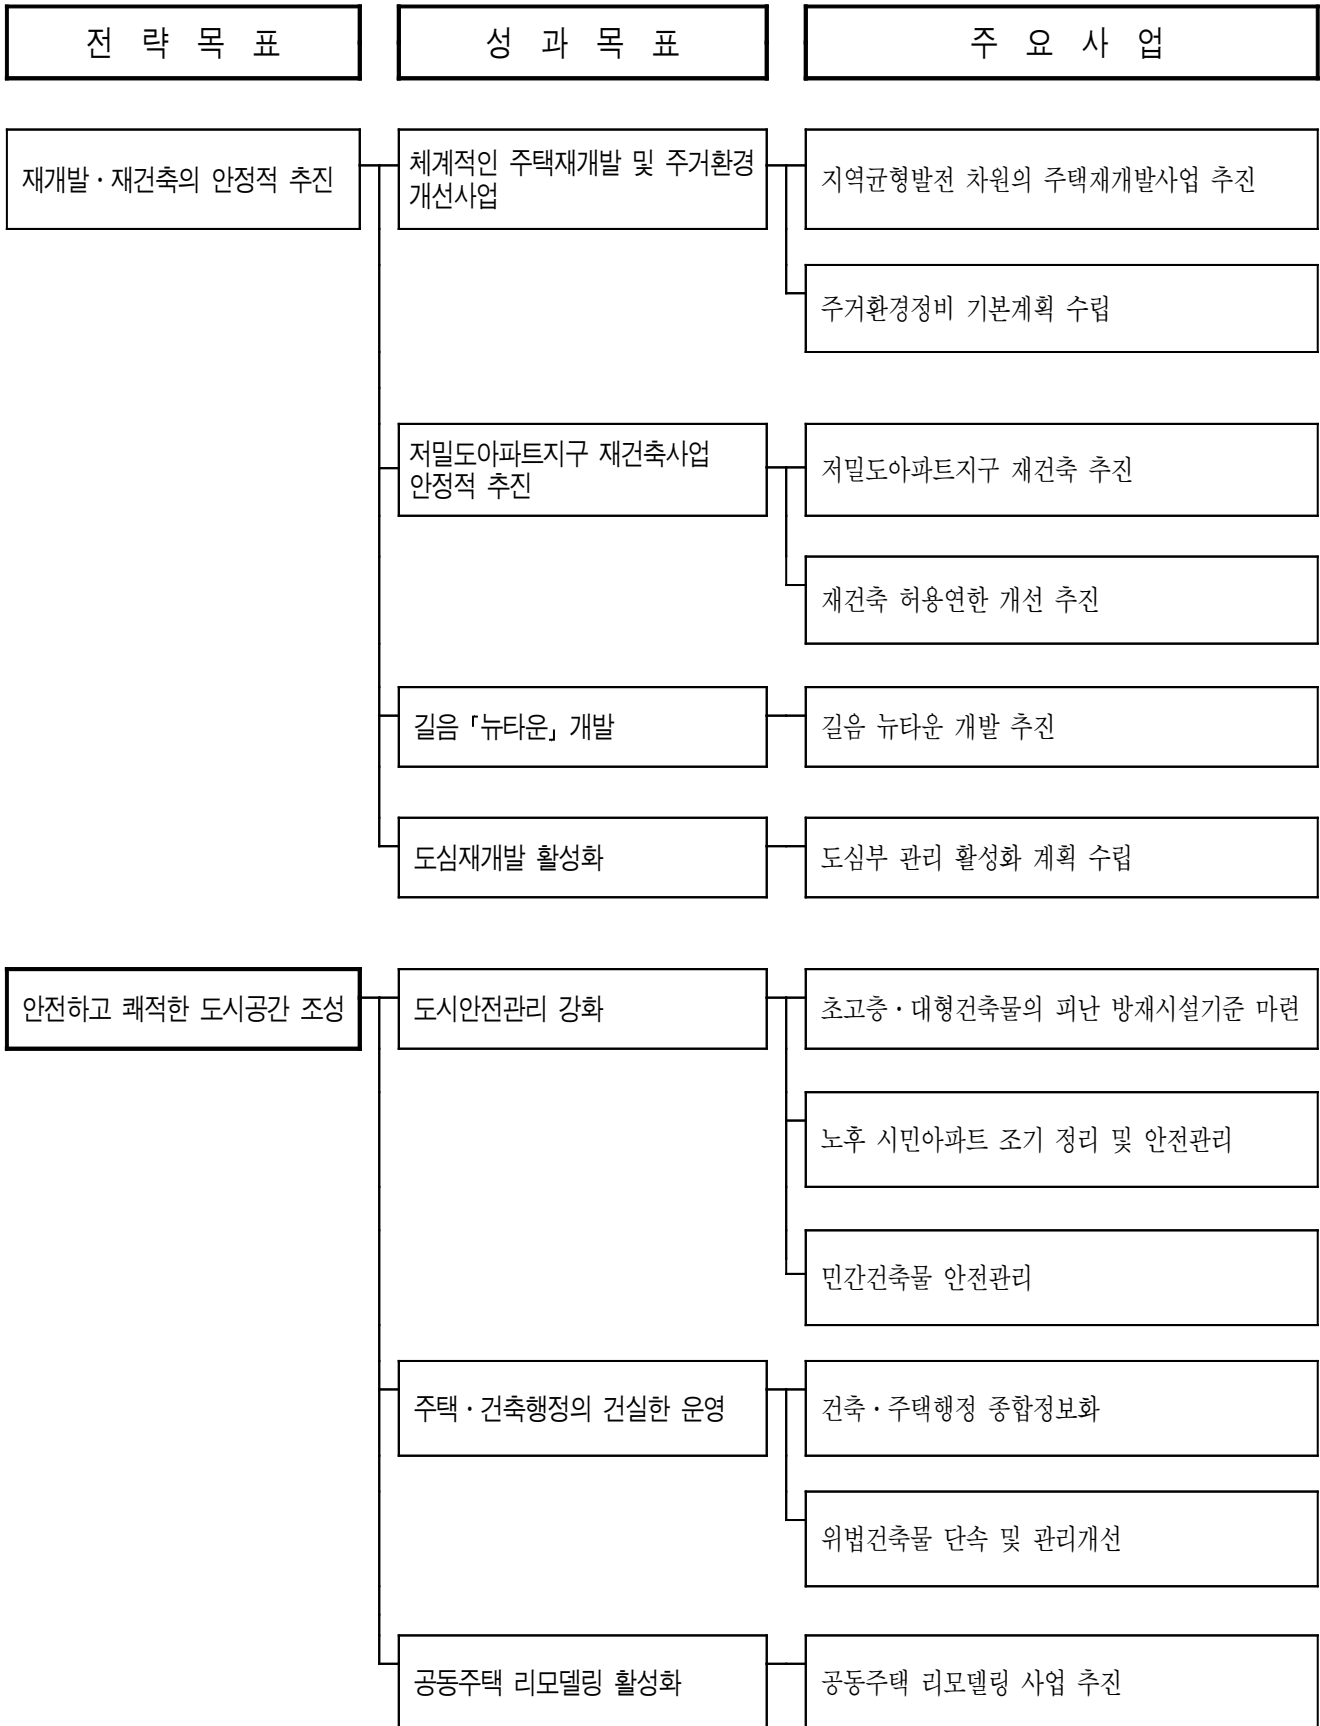 전 략 목 표
성 과 목 표
주 요 사 업
재개발·재건축의 안정적 추진
체계적인 주택재개발 및 주거환경
개선사업
지역균형발전 차원의 주택재개발사업 추진
주거환경정비 기본계획 수립
저밀도아파트지구 재건축사업
안정적 추진
저밀도아파트지구 재건축 추진
재건축 허용연한 개선 추진
길음 「뉴타운」 개발
길음 뉴타운 개발 추진
도심재개발 활성화
도심부 관리 활성화 계획 수립
안전하고 쾌적한 도시공간 조성
도시안전관리 강화
초고층·대형건축물의 피난 방재시설기준 마련
노후 시민아파트 조기 정리 및 안전관리
민간건축물 안전관리
주택·건축행정의 건실한 운영
건축·주택행정 종합정보화
위법건축물 단속 및 관리개선
공동주택 리모델링 활성화
공동주택 리모델링 사업 추진